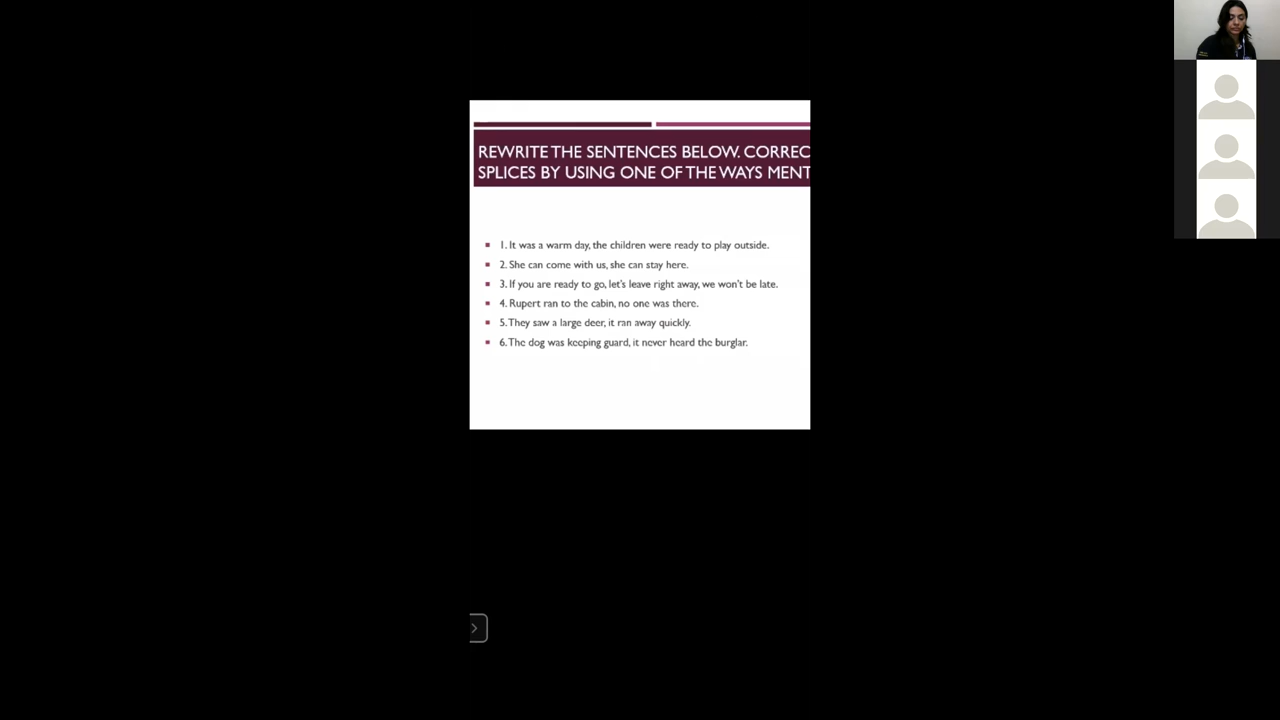 REWRITE THE SENTENCES BELOW. CORREC
SPLICES BY USING ONE OF THE WAYS MENT
1. It was a warm day, the children were ready to play outside.
2. She can come with us, she can stay here.
3. If you are ready to go, let's leave right away, we won't be late.
4. Rupert ran to the cabin, no one was there.
5. They saw a large deer, it ran away quickly.
6. The dog was keeping guard, it never heard the burglar.